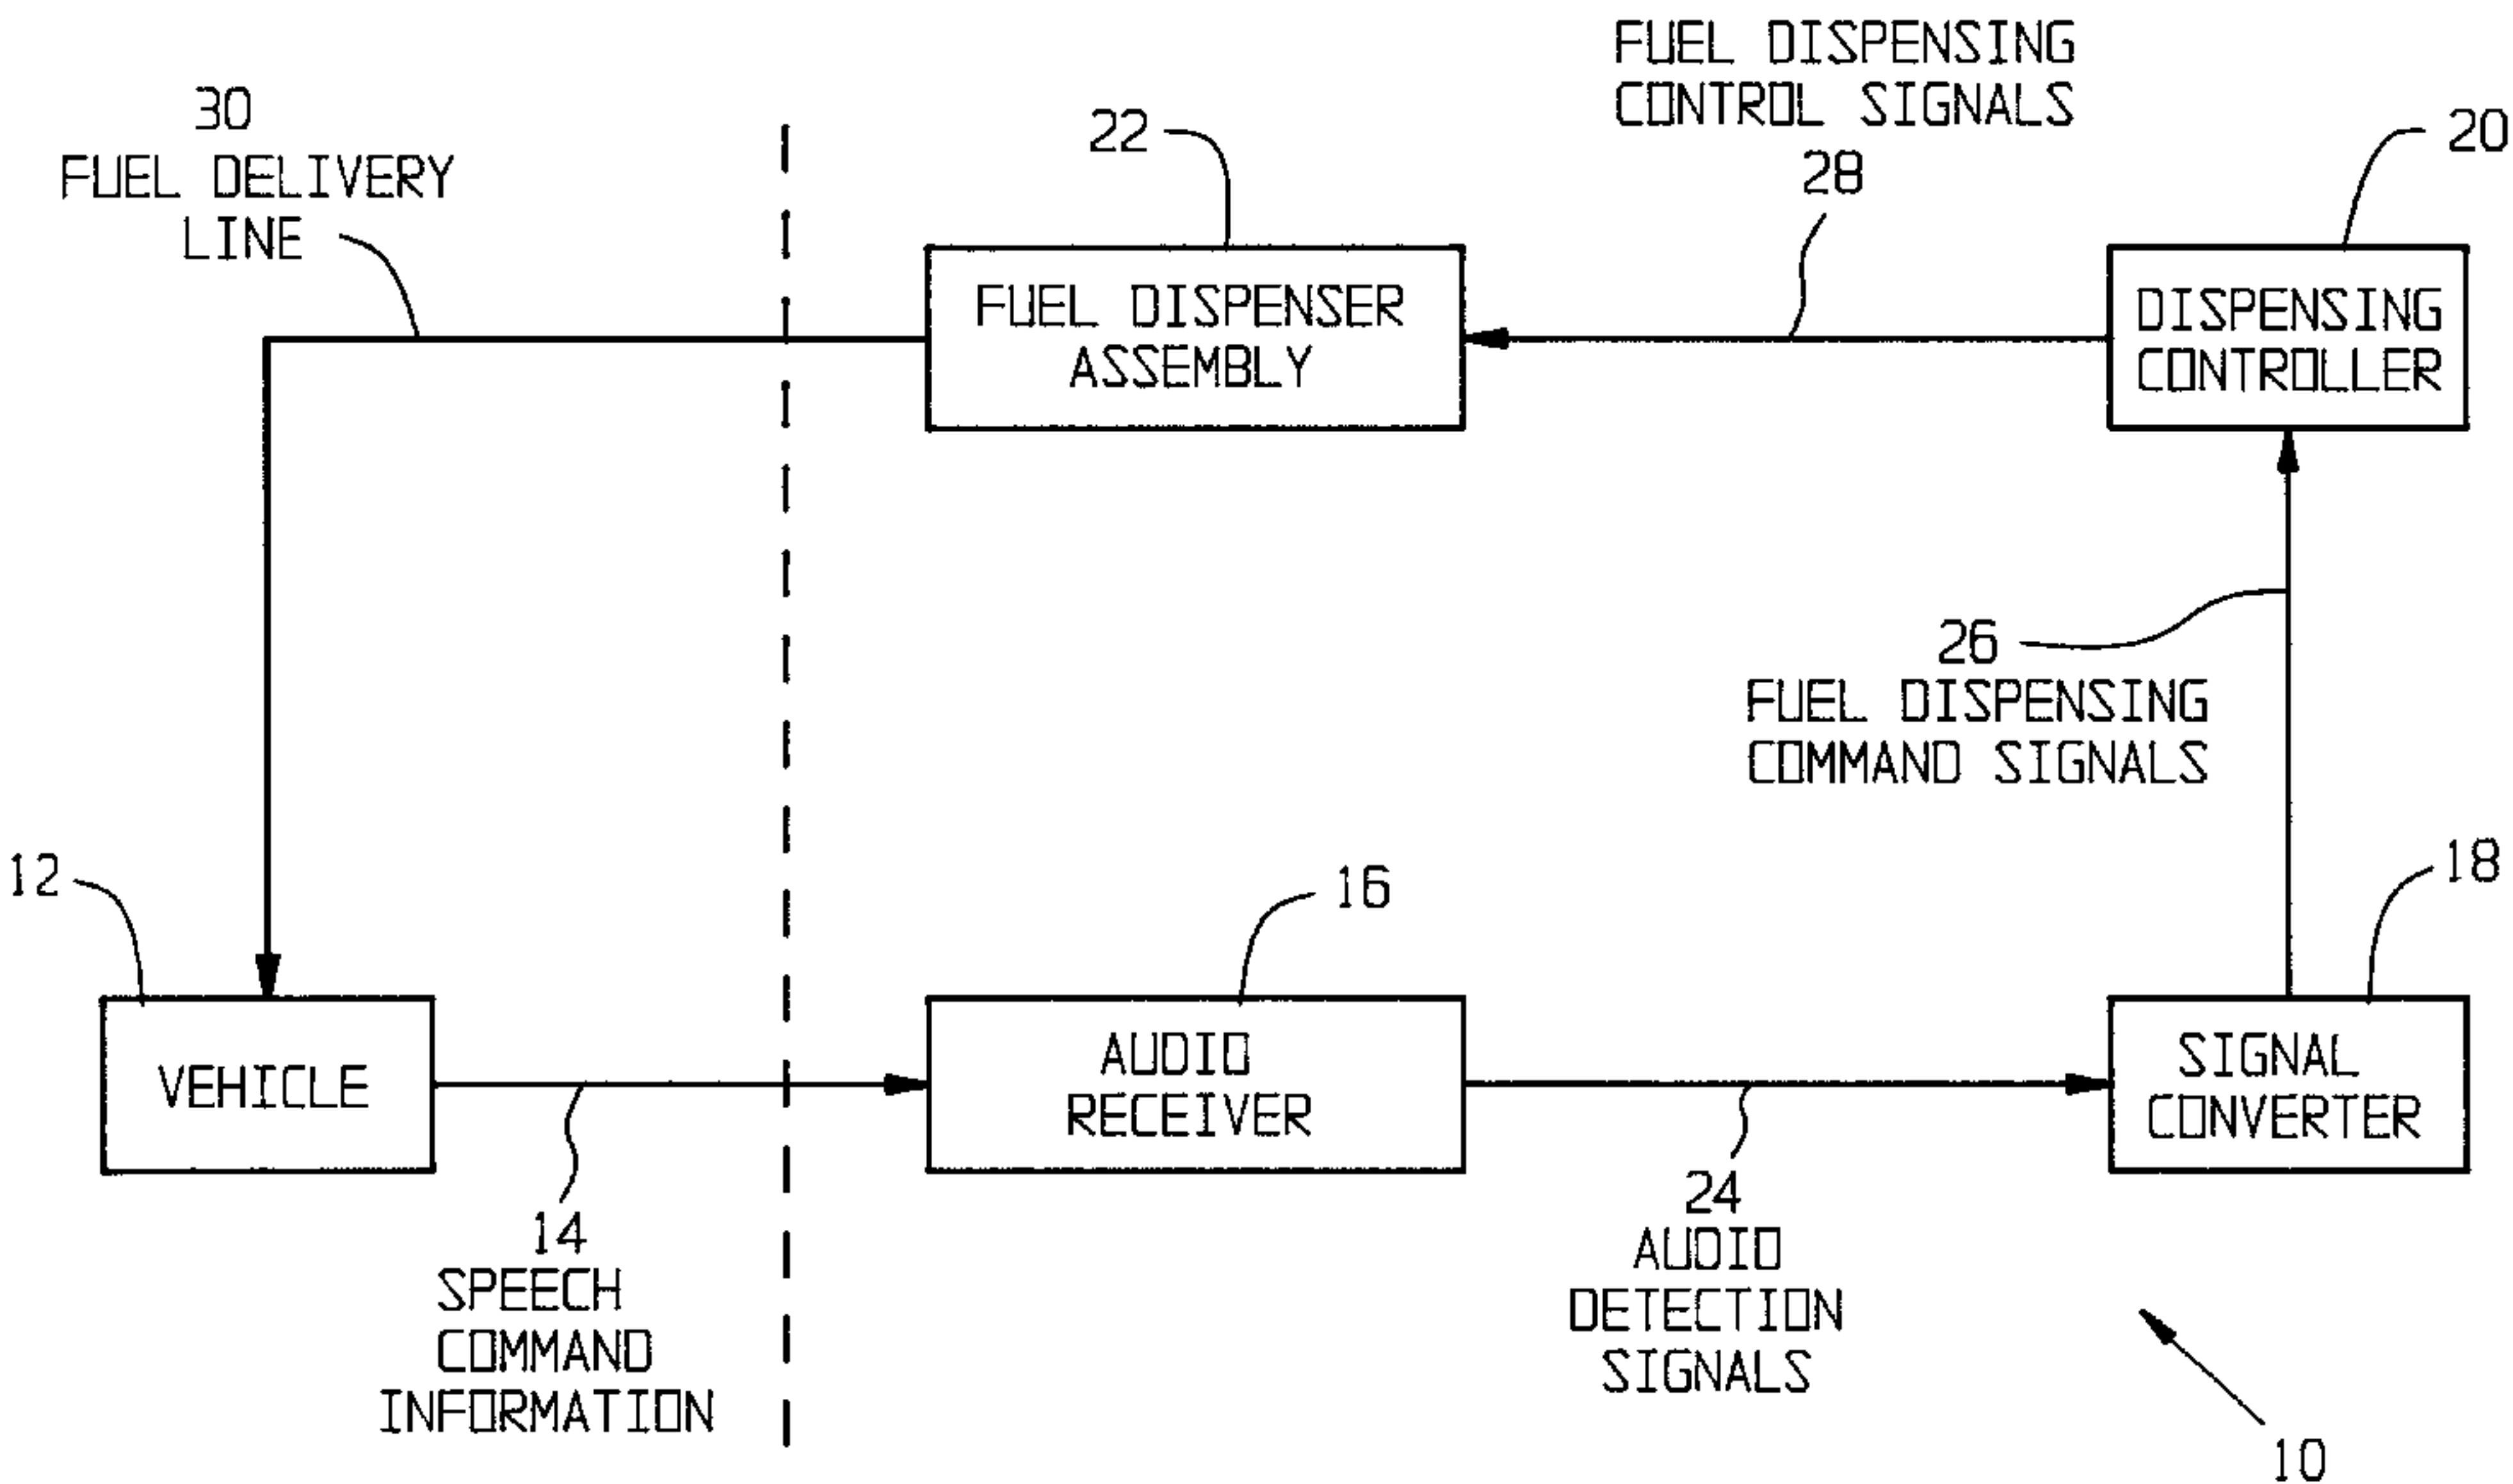 FUEL DISPENSING
CONTROL SIGNALS
28
30
FUEL DELIVERY
LINE
22
20
FUEL DISPENSER
ASSEMBLY
DISPENSING
CONTROLLER
26
FUEL DISPENSING
COMMAND SIGNALS
12
16
18
VEHICLE
AUDIO
RECEIVER
SIGNAL
CONVERTER
14
SPEECH
COMMAND
INFORMATION
24
AUDIO
DETECTION
SIGNALS
10